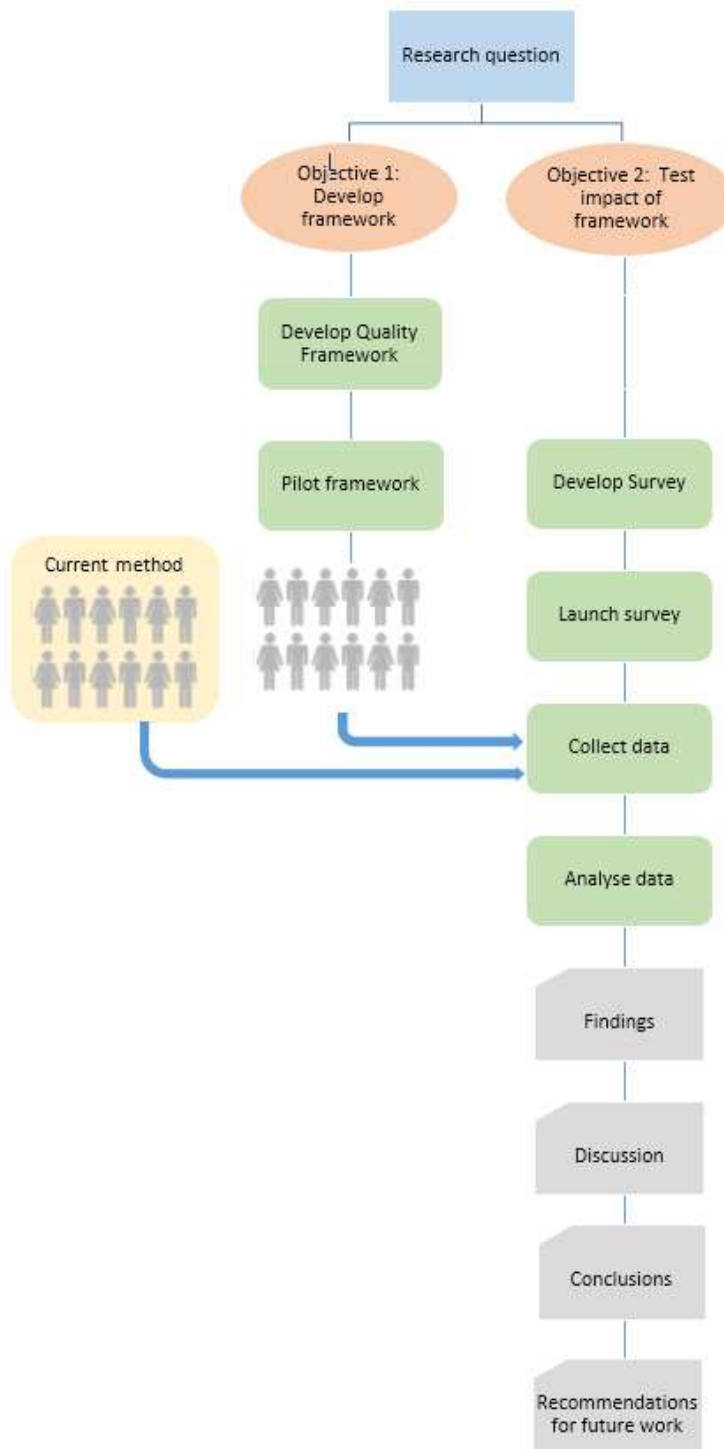 Research question
Objective 1:
Develop
framework
Objective 2: Test
impact of
framework
Develop Quality
Framework
Pilot framework
Develop Survey
Current method
Launch survey
Collect data
Analyse data
Findings
Discussion
Conclusions
Recommendations
for future work